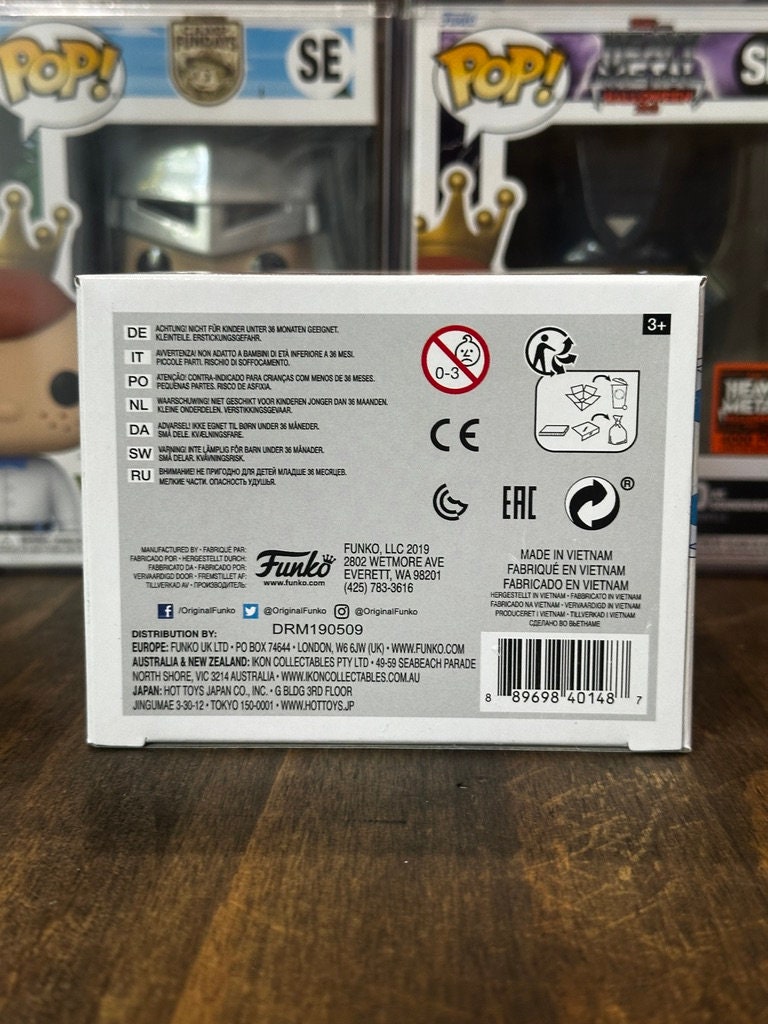 POP!
SE
POP!
3+
DE ACHTUNG! NICHT FÜR KINDER UNTER 36 MONATEN GEEIGNET.
KLEINTEILE. ERSTICKUNGSGEFAHR.
IT AVVERTENZA! NON ADATTO A BAMBINI DI ETÀ INFERIORE A 36 MESI.
PICCOLE PARTI. RISCHIO DI SOFFOCAMENTO.
PO ATENÇÃO! CONTRA-INDICADO PARA CRIANÇAS COM MENOS DE 36 MESES.
PEQUENAS PARTES. RISCO DE ASFIXIA.
NL WAARSCHUWING! NIET GESCHIKT VOOR KINDEREN JONGER DAN 36 MAANDEN.
KLEINE ONDERDELEN. VERSTIKKINGSGEVAAR.
DA ADVARSEL! IKKE EGNET TIL BØRN UNDER 36 MÅNEDER.
SMÅ DELE. KVÆLNINGSFARE.
SW VARNING! INTE LÄMPLIG FÖR BARN UNDER 36 MÅNADER.
SMÅ DELAR. KVÄVNINGSRISK.
RU ВНИМАНИЕ! НЕ ПРИГОДНО ДЛЯ ДЕТЕЙ МЛАДШЕ 36 МЕСЯЦЕВ.
МЕЛКИЕ ЧАСТИ. ОПАСНОСТЬ УДУШЬЯ.
0-3
CE
EAC
®
MANUFACTURED BY • FABRIQUÉ PAR:
FABRICADO POR • HERGESTELLT DURCH:
FABBRICATO DA • FABRICADO POR:
VERVAARDIGD DOOR • FREMSTILLET AF:
TILLVERKAD AV • ПРОИЗВОДИТЕЛЬ:
Funko
www.funko.com
FUNKO, LLC 2019
2802 WETMORE AVE
EVERETT, WA 98201
(425) 783-3616
MADE IN VIETNAM
FABRIQUÉ EN VIETNAM
FABRICADO EN VIETNAM
HERGESTELLT IN VIETNAM • FABBRICATO IN VIETNAM
FABRICADO NA VIETNAM • VERVAARDIGD IN VIETNAM
PRODUCERET I VIETNAM • TILLVERKAD I VIETNAM
СДЕЛАНО ВО ВЬЕТНАМЕ
/OriginalFunko @OriginalFunko @OriginalFunko
DRM190509
DISTRIBUTION BY:
EUROPE: FUNKO UK LTD • PO BOX 74644 • LONDON, W6 6JW (UK) • WWW.FUNKO.COM
AUSTRALIA & NEW ZEALAND: IKON COLLECTABLES PTY LTD • 49-59 SEABEACH PARADE
NORTH SHORE, VIC 3214 AUSTRALIA • WWW.IKONCOLLECTABLES.COM.AU
JAPAN: HOT TOYS JAPAN CO., INC. • G BLDG 3RD FLOOR
JINGUMAE 3-30-12 • TOKYO 150-0001 • WWW.HOTTOYS.JP
8 89698 40148 7